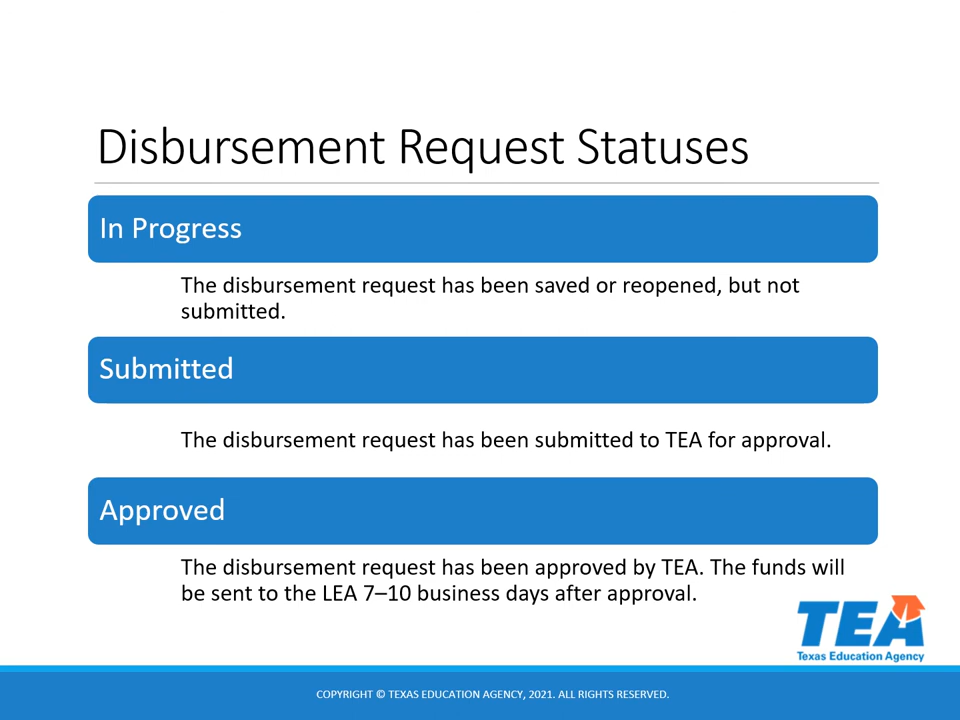 Disbursement Request Statuses
In Progress
The disbursement request has been saved or reopened, but not
submitted.
Submitted
The disbursement request has been submitted to TEA for approval.
Approved
The disbursement request has been approved by TEA. The funds will
be sent to the LEA 7–10 business days after approval.
TEA
Texas Education Agency
COPYRIGHT © TEXAS EDUCATION AGENCY, 2021. ALL RIGHTS RESERVED.